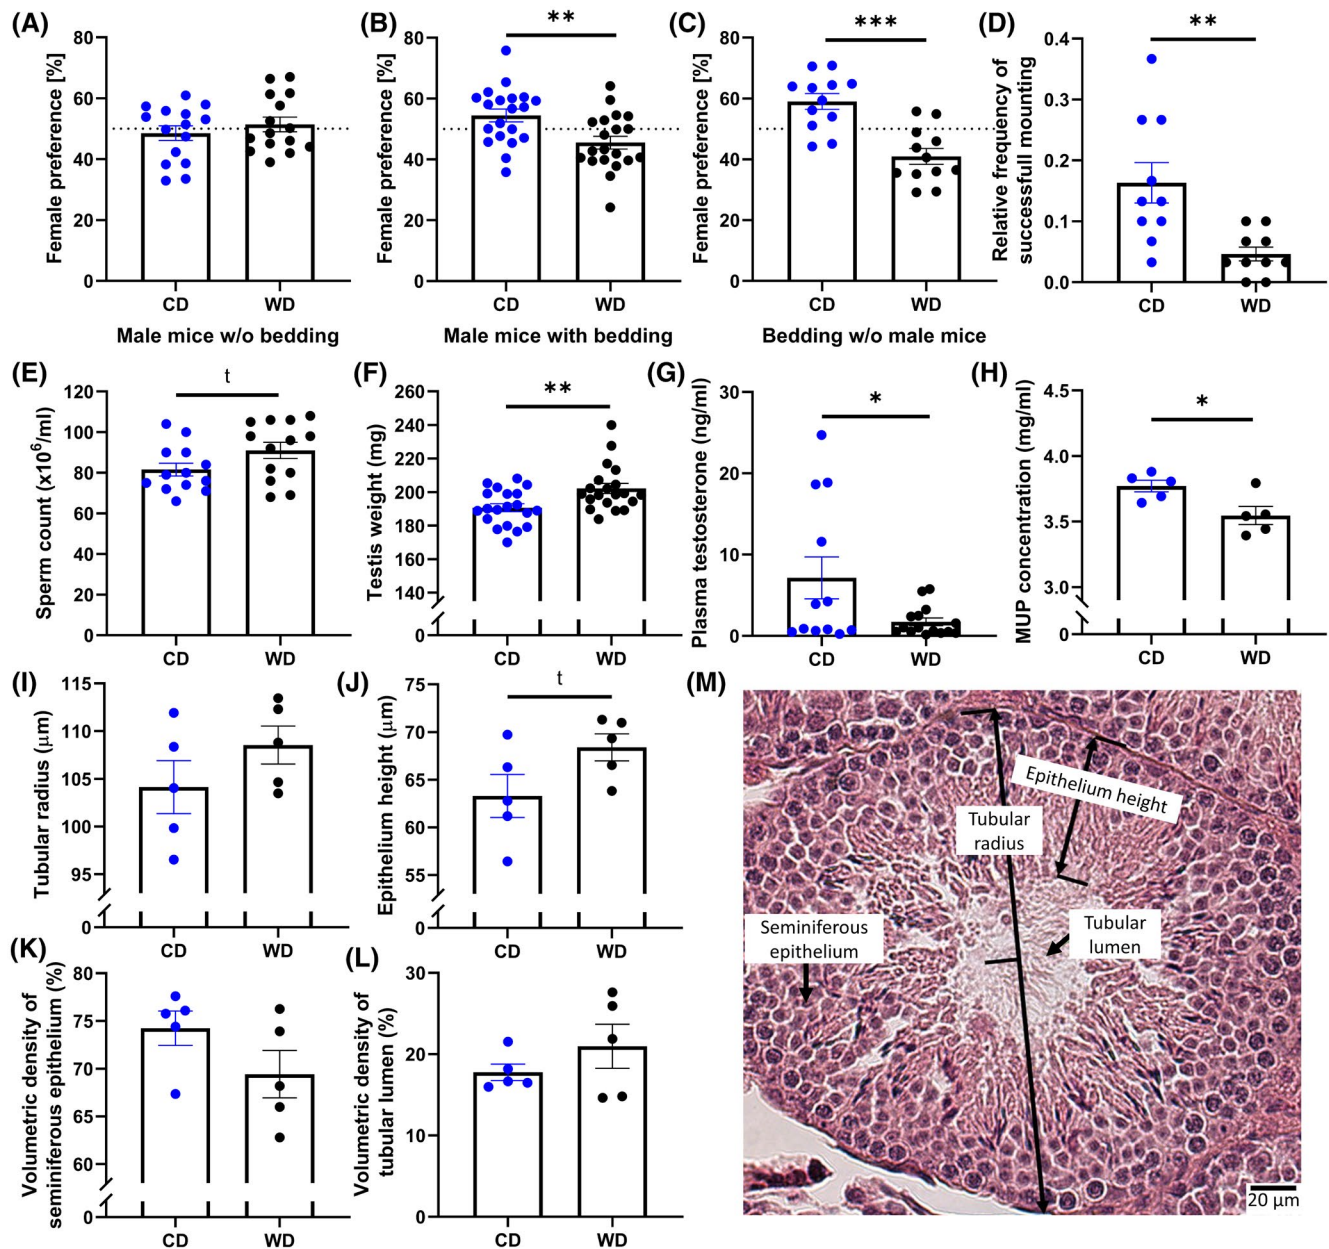 (A)
Female preference [%]
80
60
40
20
0
CD
WD
Male mice w/o bedding
(B)
**
Female preference [%]
80
60
40
20
0
CD
WD
Male mice with bedding
(C)
***
Female preference [%]
80
60
40
20
0
CD
WD
Bedding w/o male mice
(D)
**
Relative frequency of
successfull mounting
0.4
0.3
0.2
0.1
0.0
CD
WD
(E)
t
Sperm count (x10⁶/ml)
120
100
80
60
40
20
0
CD
WD
(F)
**
Testis weight (mg)
260
240
220
200
180
160
140
0
CD
WD
(G)
*
Plasma testosterone (ng/ml)
30
20
10
0
CD
WD
(H)
*
MUP concentration (mg/ml)
4.5
4.0
3.5
3.0
0
CD
WD
(I)
Tubular radius (μm)
115
110
105
100
95
0
CD
WD
(J)
t
Epithelium height (μm)
75
70
65
60
55
0
CD
WD
(K)
Volumetric density of
seminiferous epithelium (%)
80
75
70
65
60
0
CD
WD
(L)
Volumetric density of
tubular lumen (%)
30
20
10
0
CD
WD
(M)
Epithelium height
Tubular
radius
Seminiferous
epithelium
Tubular
lumen
20 μm